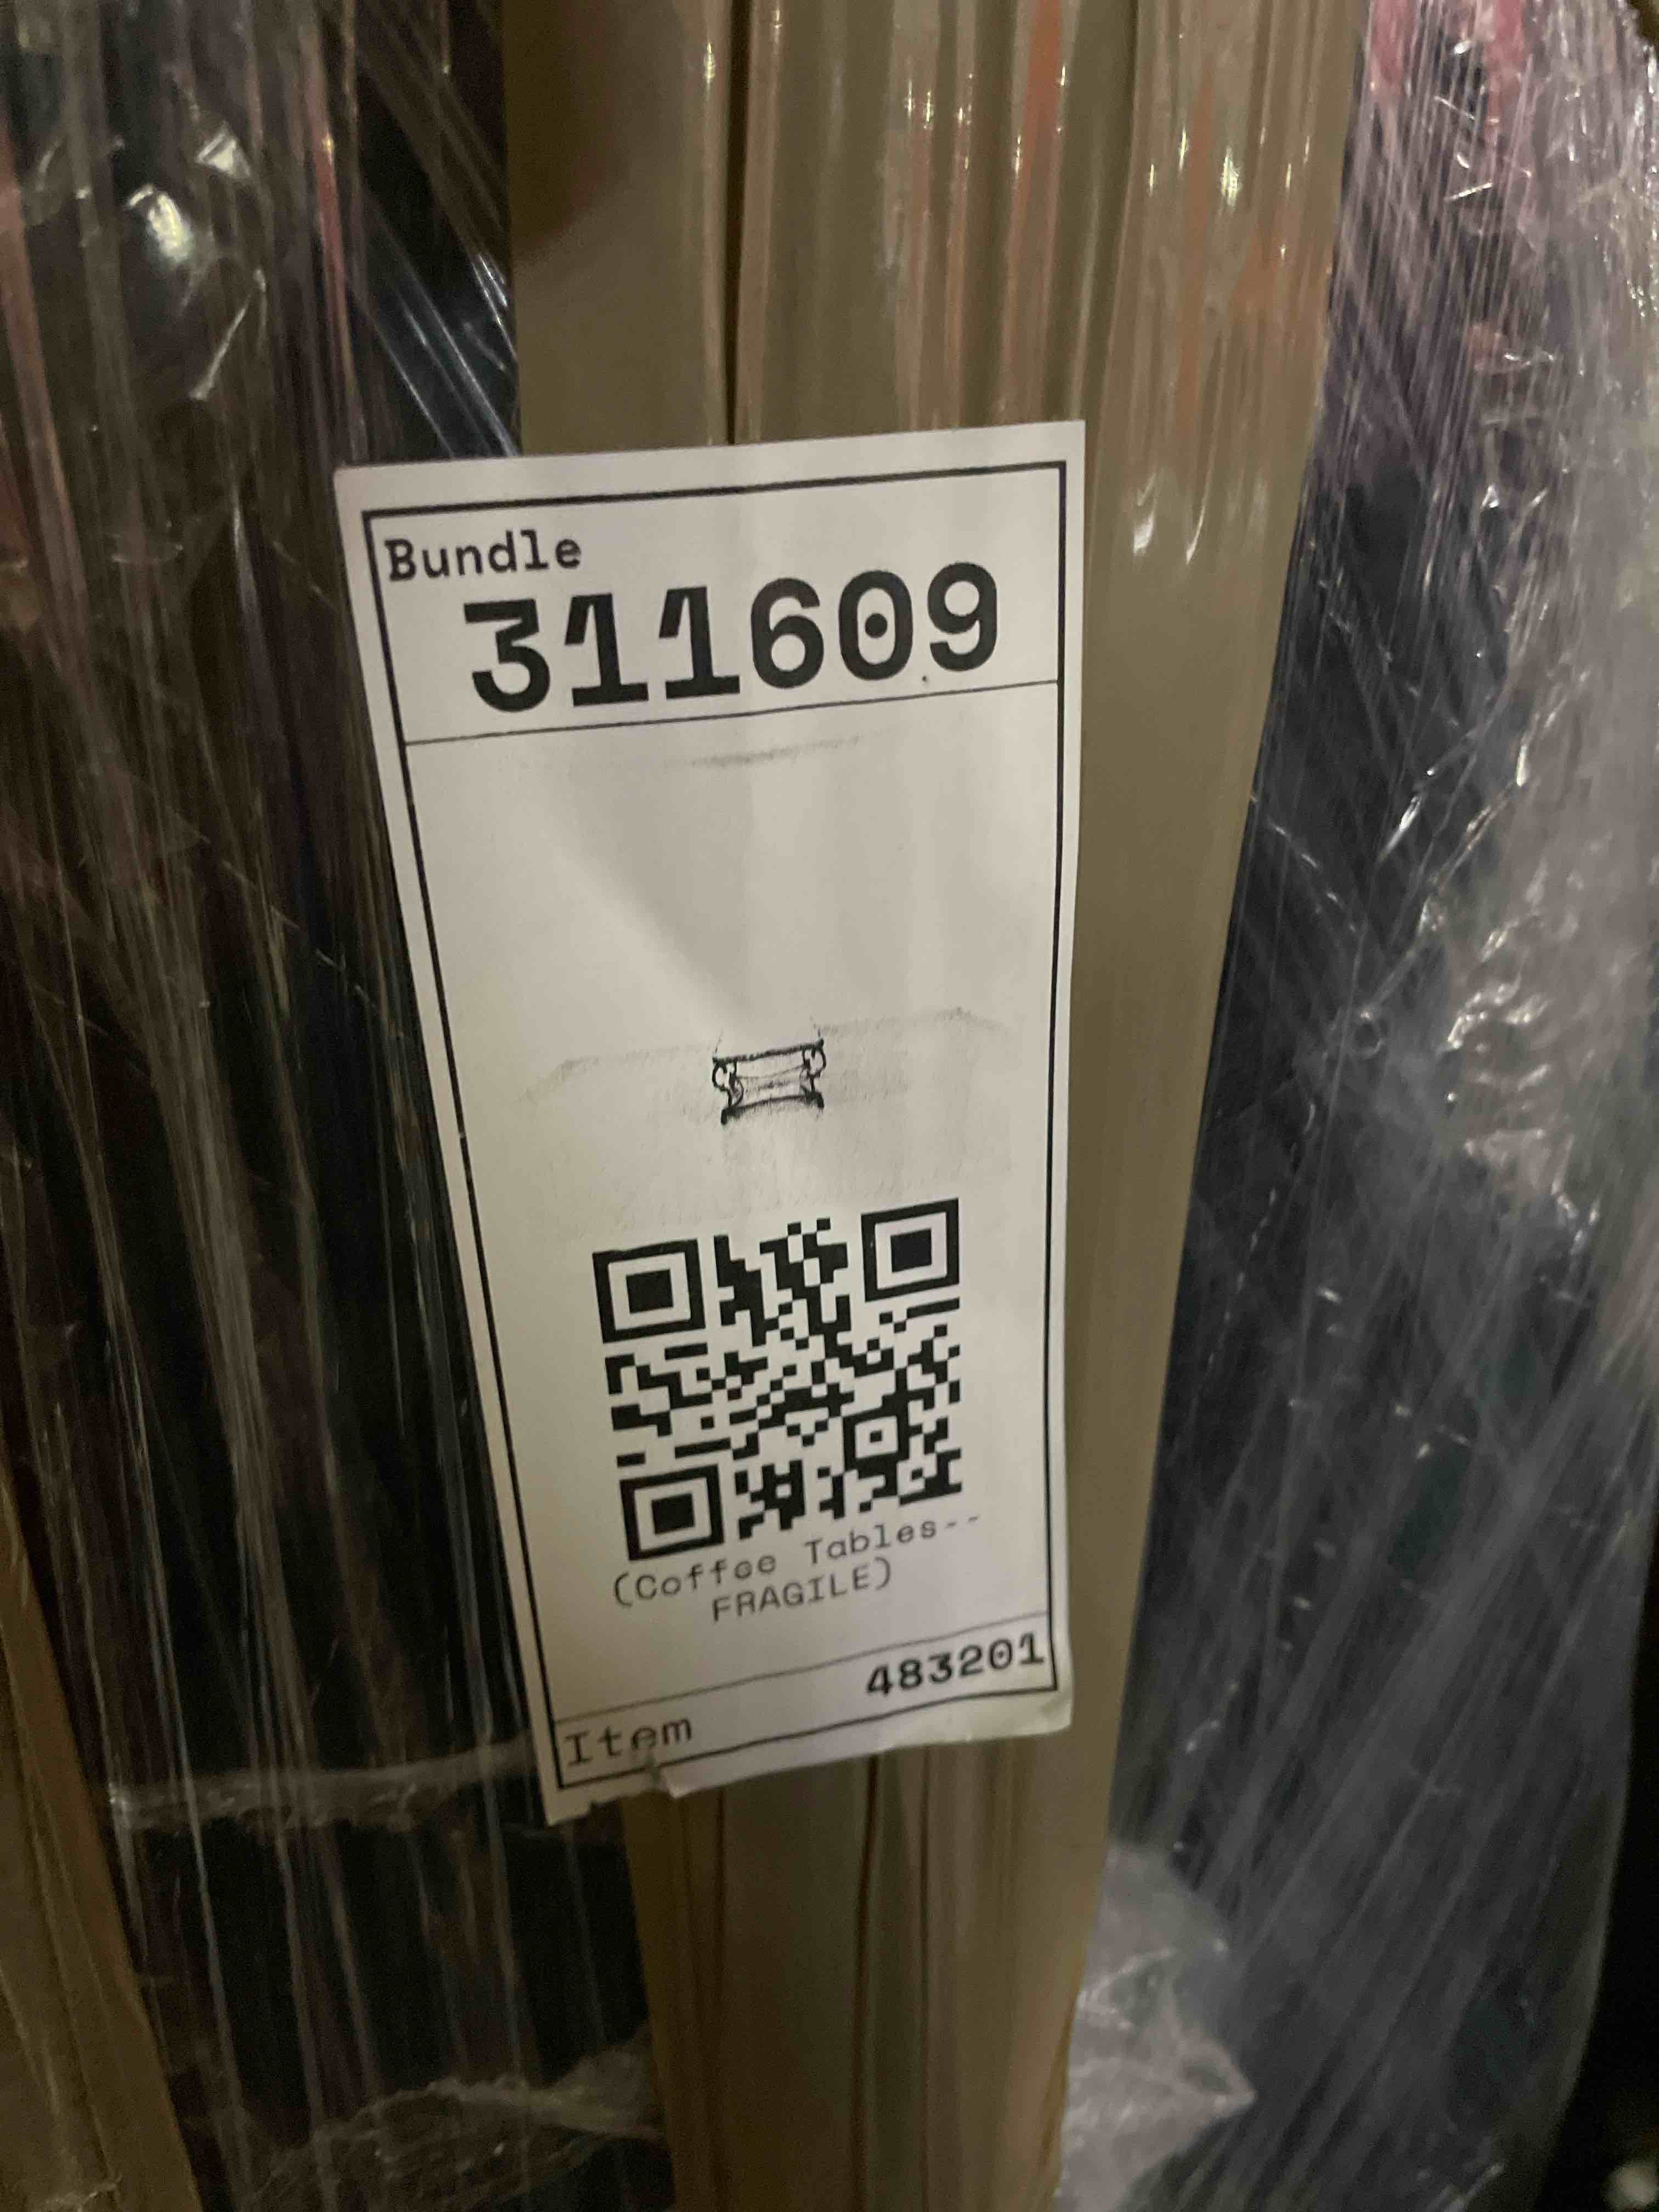 Bundle
311609
(Coffee Tables--
FRAGILE)
483201
Item